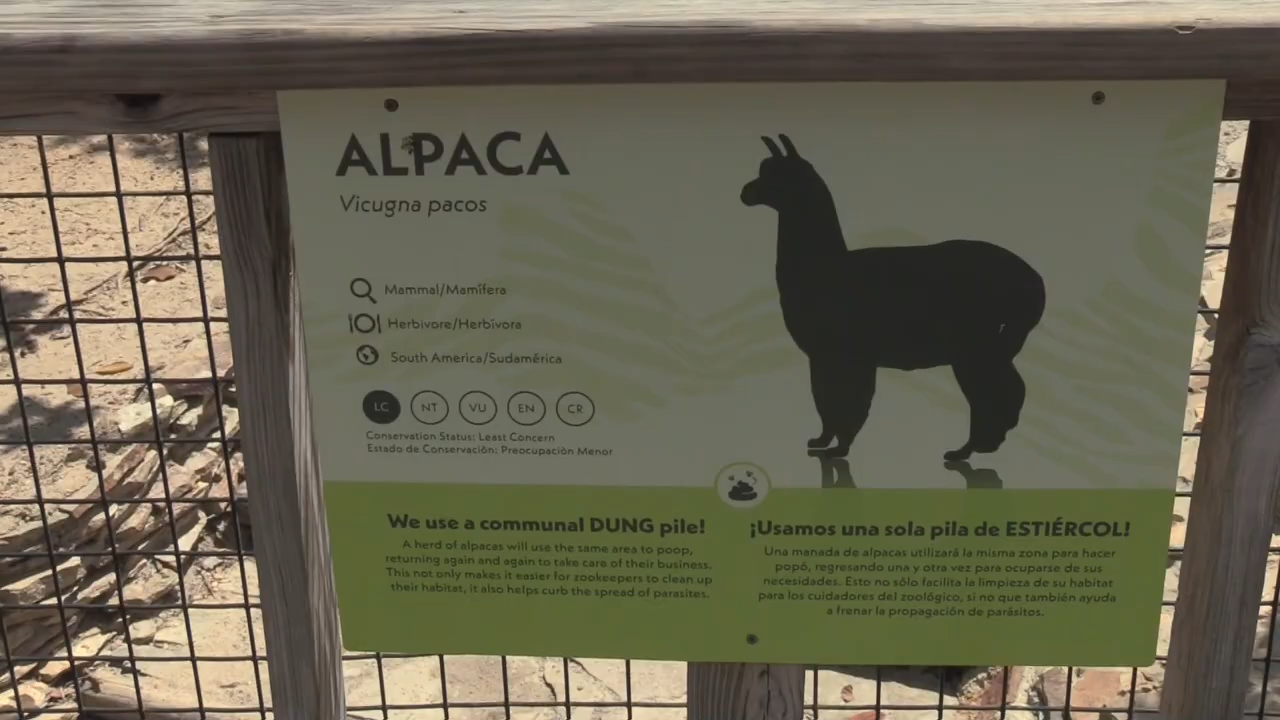 ALPACA
Vicugna pacos
Mammal/Mamífera
Herbivore/Herbívora
South America/Sudamérica
LC NT VU EN CR
Conservation Status: Least Concern
Estado de Conservación: Preocupación Menor
We use a communal DUNG pile!
A herd of alpacas will use the same area to poop,
returning again and again to take care of their business.
This not only makes it easier for zookeepers to clean up
their habitat, it also helps curb the spread of parasites.
¡Usamos una sola pila de ESTIÉRCOL!
Una manada de alpacas utilizará la misma zona para hacer
popó, regresando una y otra vez para ocuparse de sus
necesidades. Esto no sólo facilita la limpieza de su habitat
para los cuidadores del zoológico, si no que también ayuda
a frenar la propagación de parásitos.